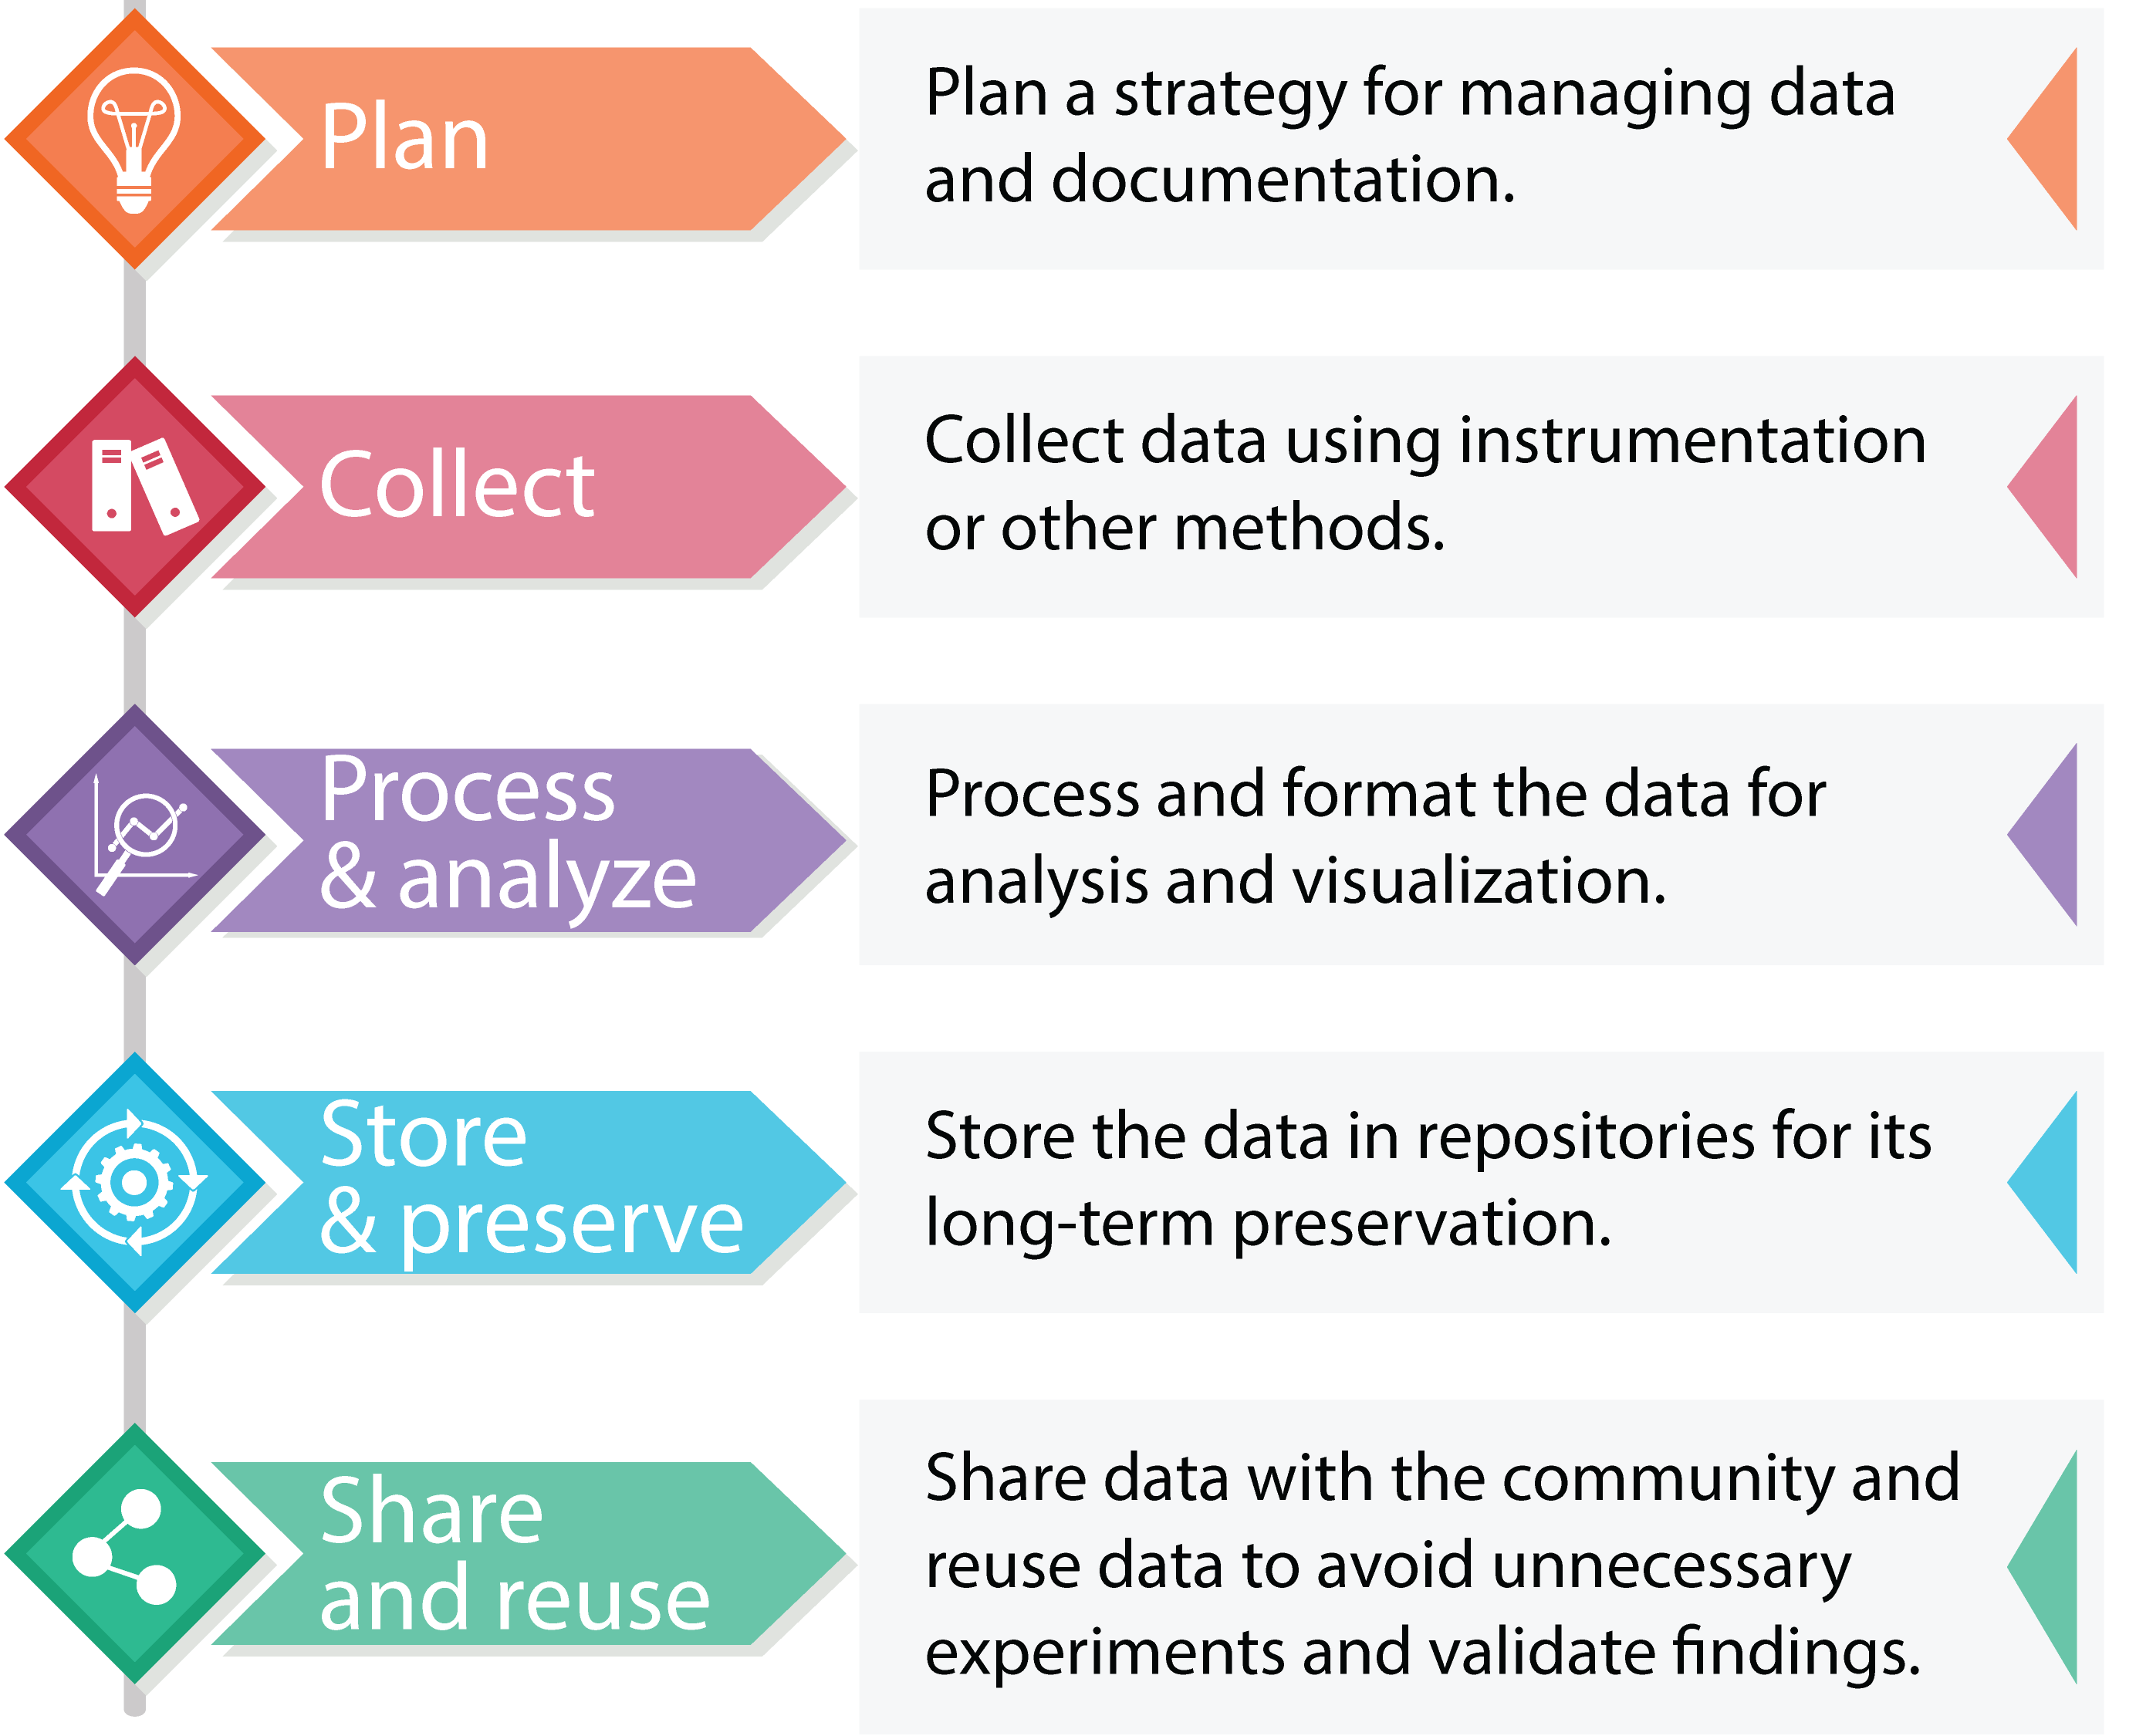 Plan
Plan a strategy for managing data
and documentation.
Collect
Collect data using instrumentation
or other methods.
Process
& analyze
Process and format the data for
analysis and visualization.
Store
& preserve
Store the data in repositories for its
long-term preservation.
Share
and reuse
Share data with the community and
reuse data to avoid unnecessary
experiments and validate findings.